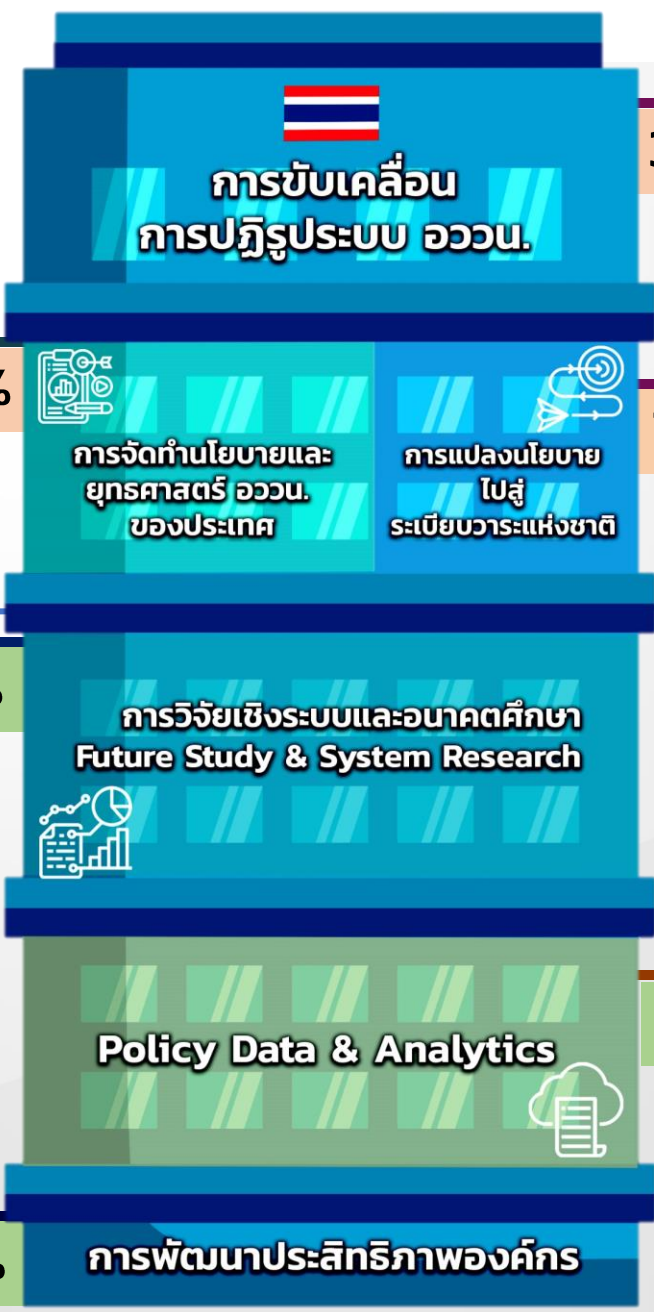 การขับเคลื่อน
การปฏิรูประบบ อววน.
%
การจัดทำนโยบายและ
ยุทธศาสตร์ อววน.
ของประเทศ
การแปลงนโยบาย
ไปสู่
ระเบียบวาระแห่งชาติ
การวิจัยเชิงระบบและอนาคตศึกษา
Future Study & System Research
Policy Data & Analytics
การพัฒนาประสิทธิภาพองค์กร